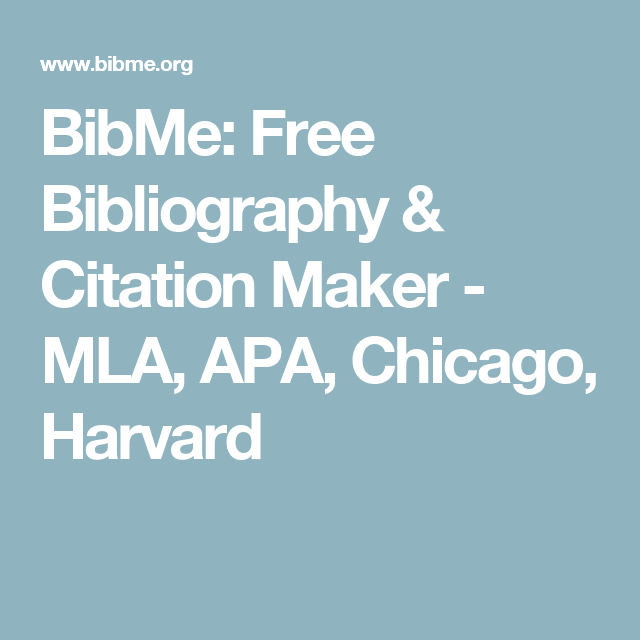 www.bibme.org
BibMe: Free
Bibliography &
Citation Maker -
MLA, APA, Chicago,
Harvard